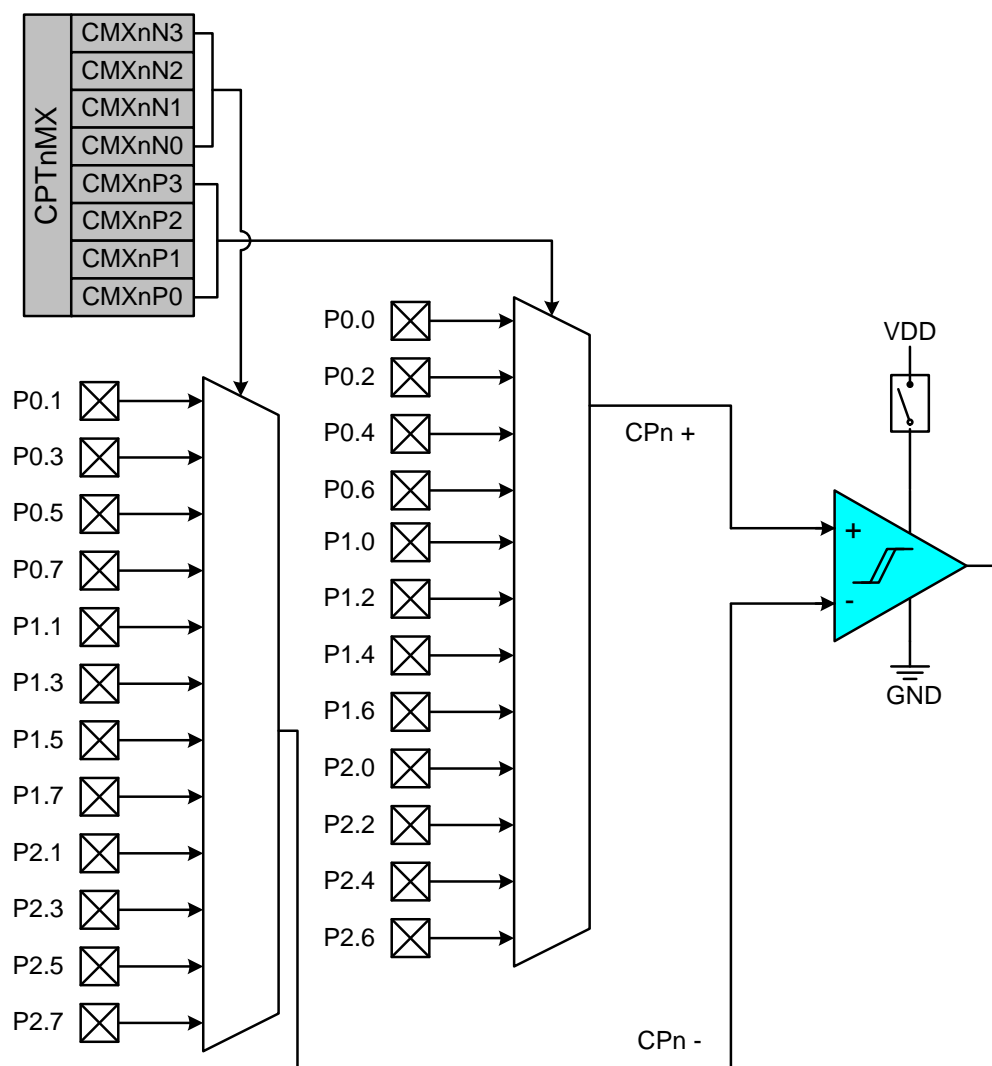 CPTnMX
CMXnN3
CMXnN2
CMXnN1
CMXnN0
CMXnP3
CMXnP2
CMXnP1
CMXnP0
P0.1
P0.3
P0.5
P0.7
P1.1
P1.3
P1.5
P1.7
P2.1
P2.3
P2.5
P2.7
P0.0
P0.2
P0.4
P0.6
P1.0
P1.2
P1.4
P1.6
P2.0
P2.2
P2.4
P2.6
CPn +
CPn -
VDD
+
-
GND